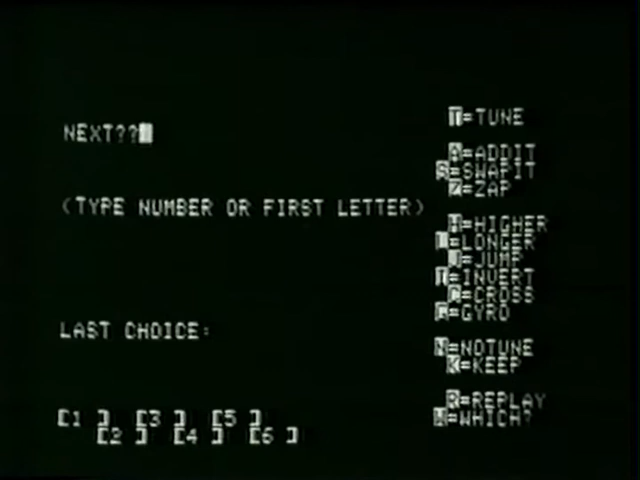 T=TUNE
NEXT??
A=ADDIT
S=SWAPIT
Z=ZAP
(TYPE NUMBER OR FIRST LETTER)
H=HIGHER
L=LONGER
J=JUMP
I=INVERT
C=CROSS
G=GYRO
LAST CHOICE:
N=NOTUNE
K=KEEP
R=REPLAY
W=WHICH?
[1 ] [3 ] [5 ]
[2 ] [4 ] [6 ]